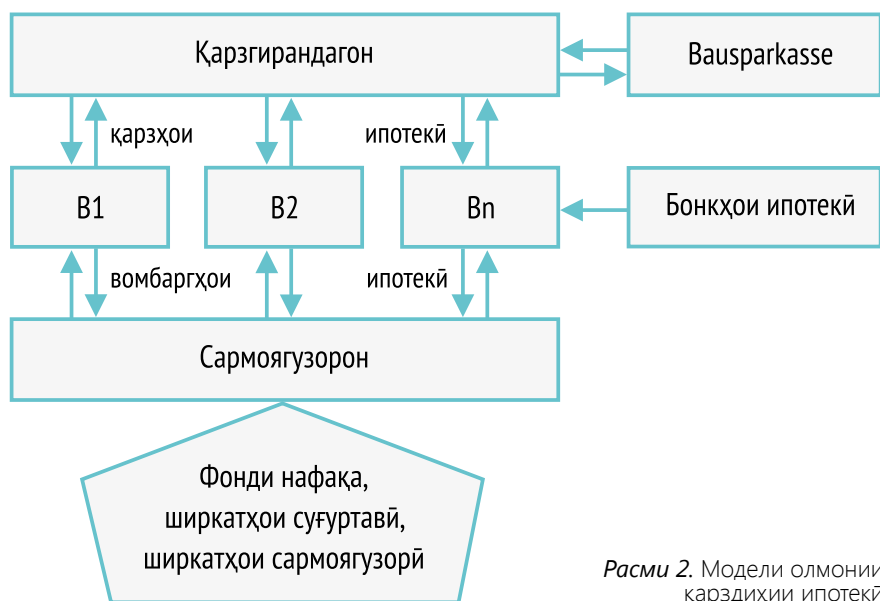 Қарзгирандагон
Bausparkasse
қарзҳои
ипотекӣ
B1
B2
Bn
Бонкҳои ипотекӣ
вомбаргҳои
ипотекӣ
Сармоягузорон
Фонди нафақа,
ширкатҳои суғуртавӣ,
ширкатҳои сармоягузорӣ
Расми 2. Модели олмонии
қарздиҳии ипотекӣ